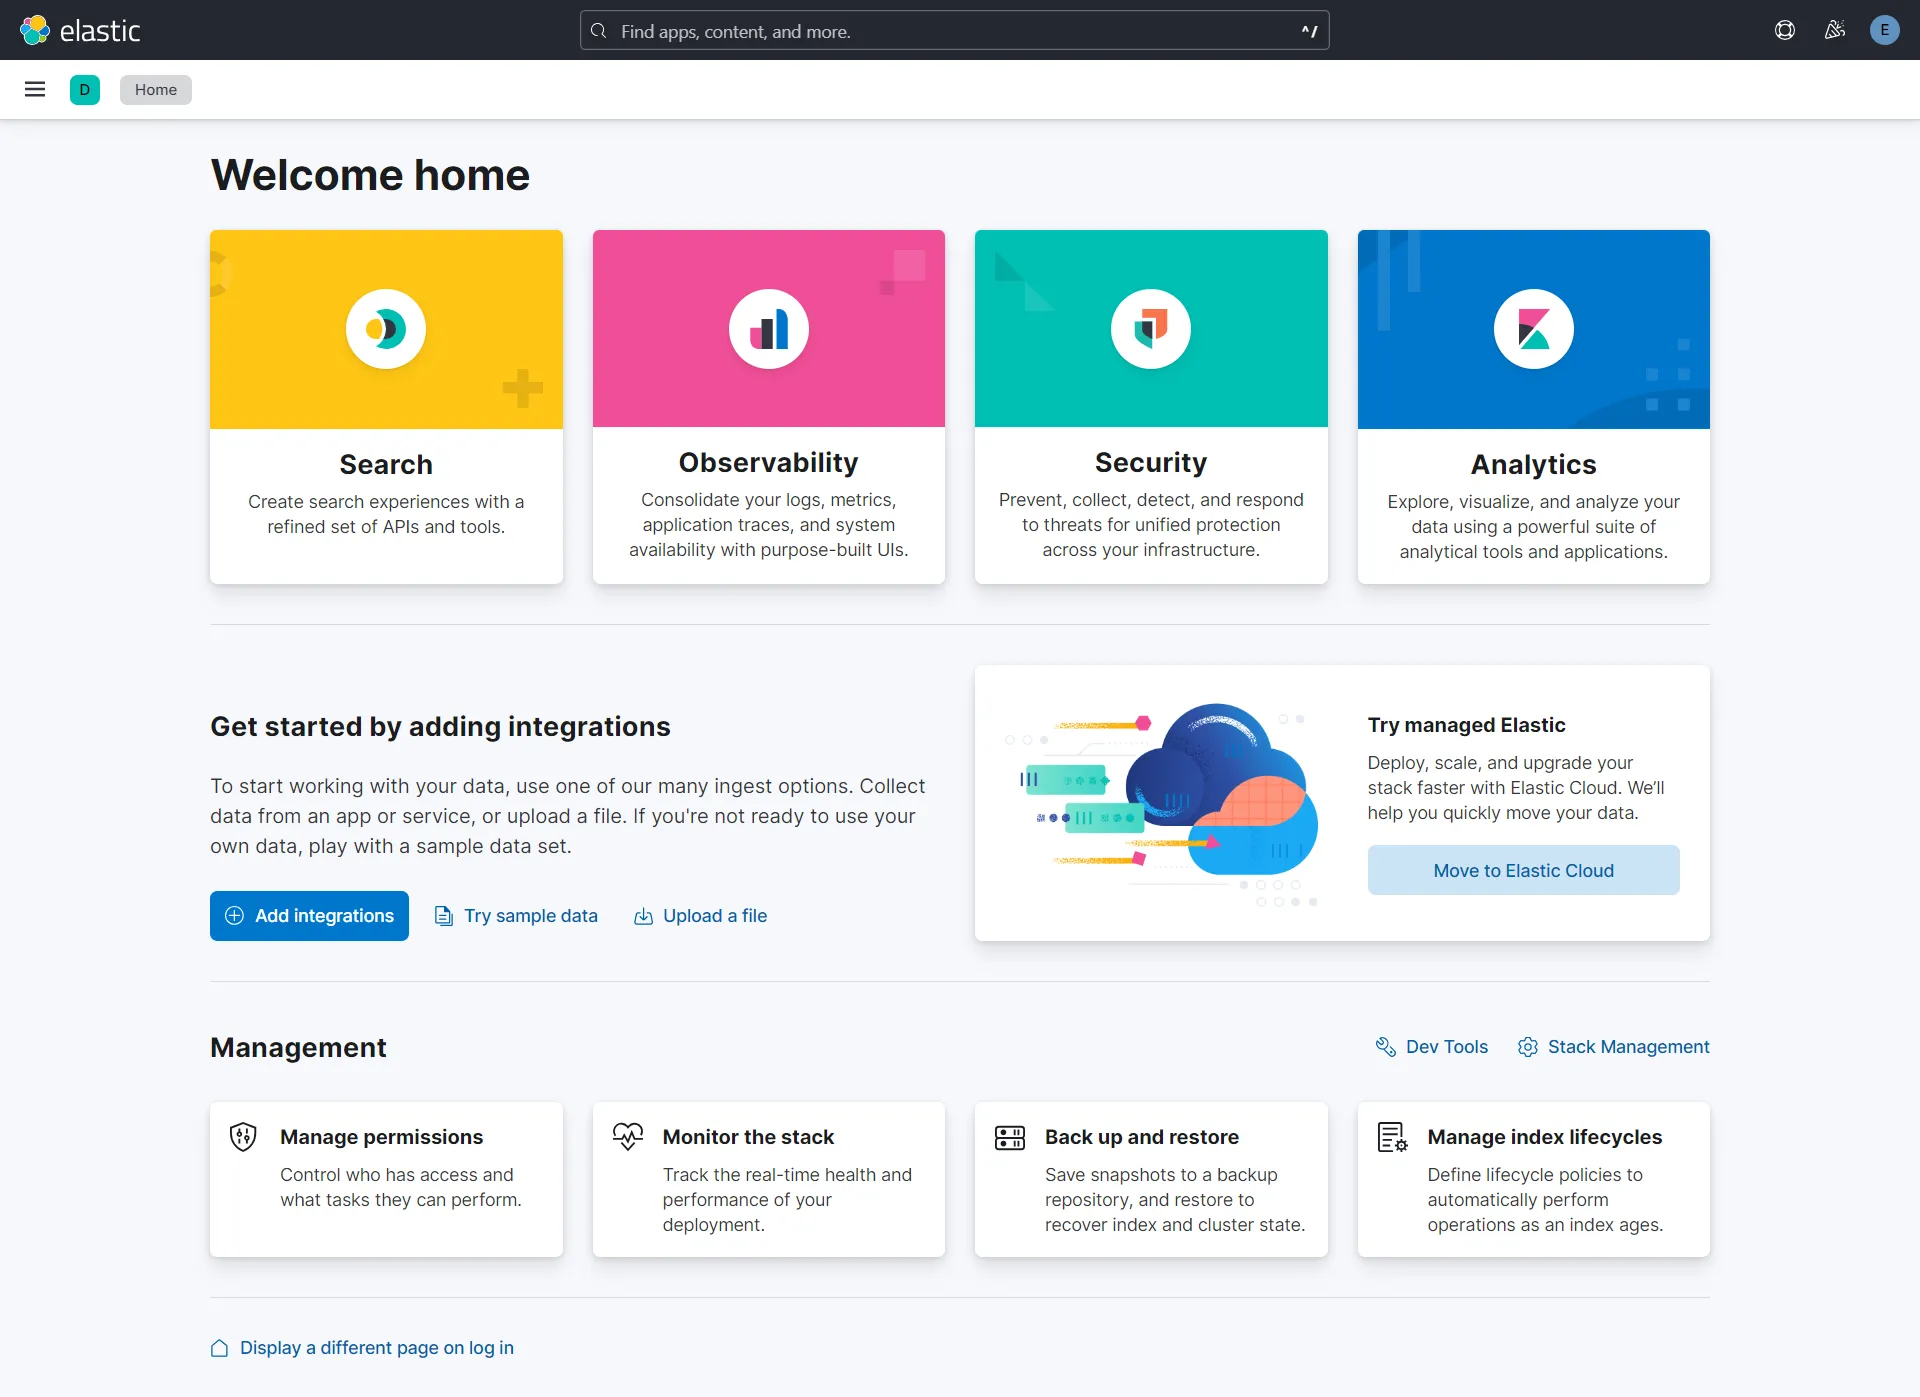 elastic
Find apps, content, and more.
^/
E
D
Home
Welcome home
Search
Create search experiences with a
refined set of APIs and tools.
Observability
Consolidate your logs, metrics,
application traces, and system
availability with purpose-built UIs.
Security
Prevent, collect, detect, and respond
to threats for unified protection
across your infrastructure.
Analytics
Explore, visualize, and analyze your
data using a powerful suite of
analytical tools and applications.
Get started by adding integrations
To start working with your data, use one of our many ingest options. Collect
data from an app or service, or upload a file. If you're not ready to use your
own data, play with a sample data set.
Add integrations
Try sample data
Upload a file
Try managed Elastic
Deploy, scale, and upgrade your
stack faster with Elastic Cloud. We’ll
help you quickly move your data.
Move to Elastic Cloud
Management
Dev Tools
Stack Management
Manage permissions
Control who has access and
what tasks they can perform.
Monitor the stack
Track the real-time health and
performance of your
deployment.
Back up and restore
Save snapshots to a backup
repository, and restore to
recover index and cluster state.
Manage index lifecycles
Define lifecycle policies to
automatically perform
operations as an index ages.
Display a different page on log in